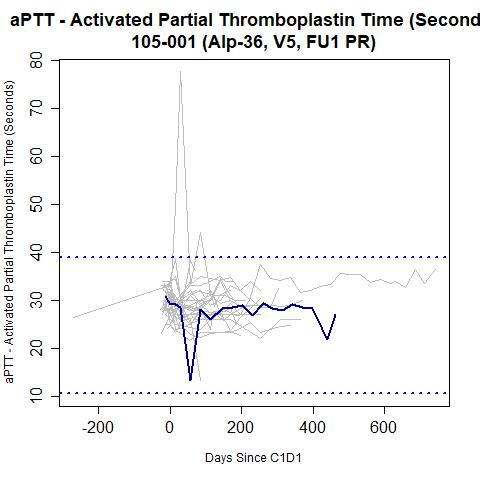 aPTT - Activated Partial Thromboplastin Time (Second
105-001 (Alp-36, V5, FU1 PR)
aPTT - Activated Partial Thromboplastin Time (Seconds)
80
70
60
50
40
30
20
10
-200 0 200 400 600
Days Since C1D1